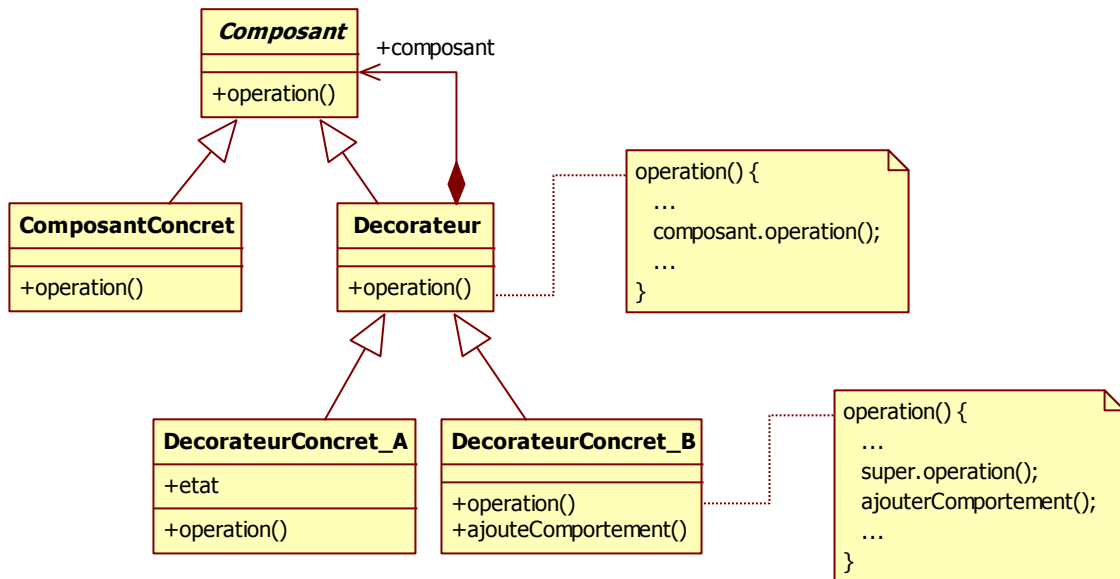 Composant
+operation()
+composant
ComposantConcret
+operation()
Decorateur
+operation()
operation() {
...
composant.operation();
...
}
DecorateurConcret_A
+etat
+operation()
DecorateurConcret_B
+operation()
+ajouteComportement()
operation() {
...
super.operation();
ajouterComportement();
...
}